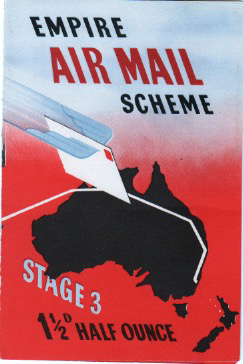 EMPIRE
AIR MAIL
SCHEME
STAGE 3
1½ᴰ HALF OUNCE